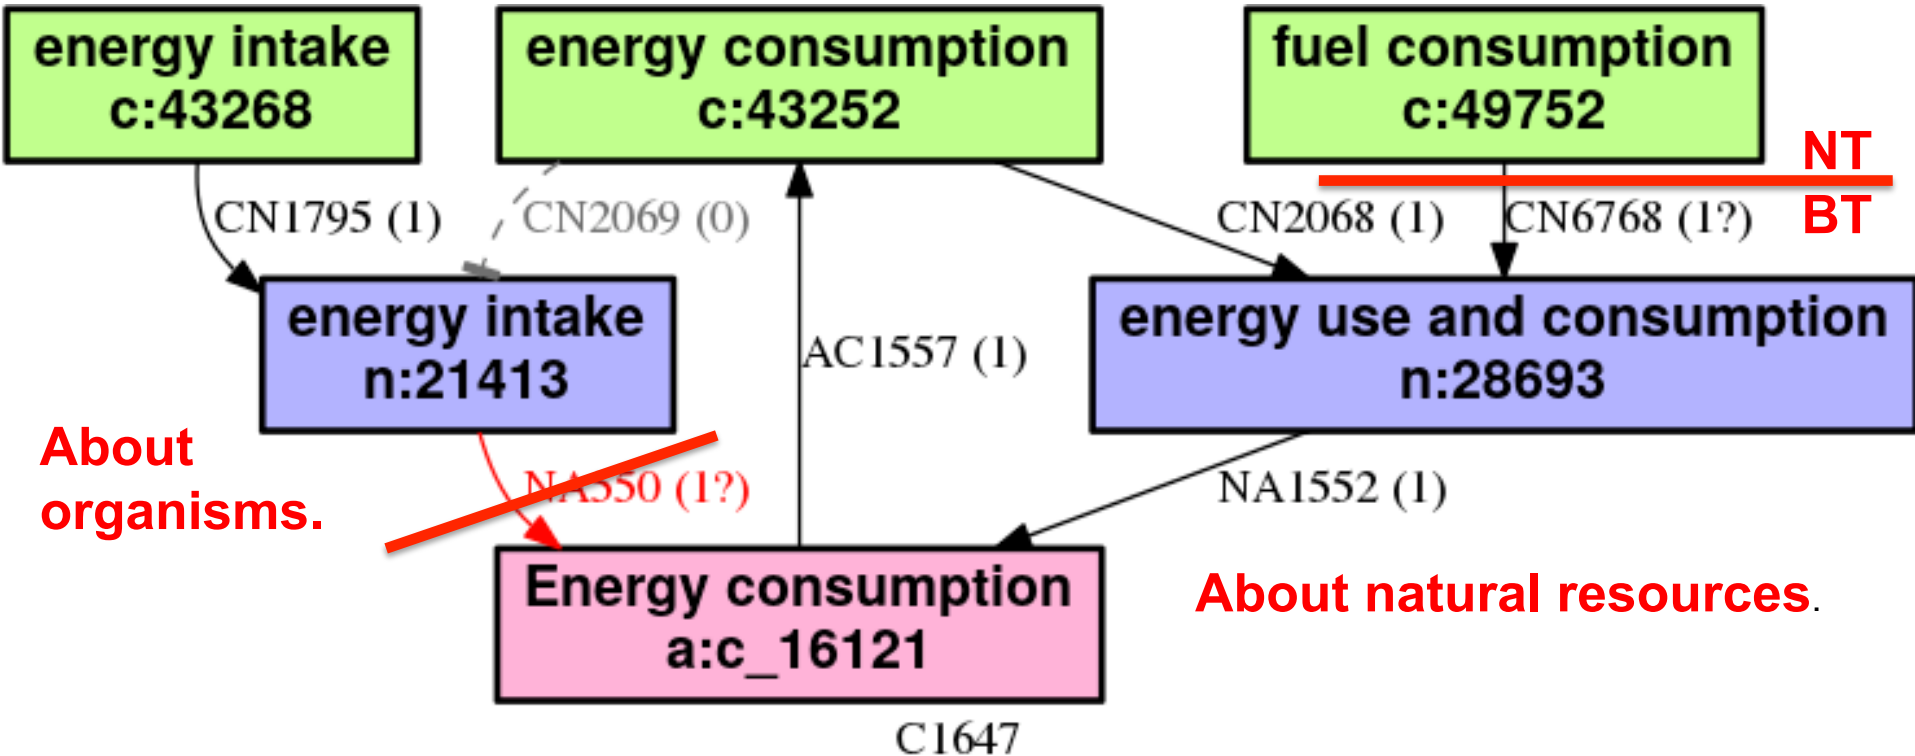 energy intake
c:43268
energy consumption
c:43252
fuel consumption
c:49752
NT
BT
CN1795 (1)
CN2069 (0)
CN2068 (1)
CN6768 (1?)
energy intake
n:21413
AC1557 (1)
energy use and consumption
n:28693
About
organisms.
NA550 (1?)
NA1552 (1)
Energy consumption
a:c_16121
About natural resources.
C1647